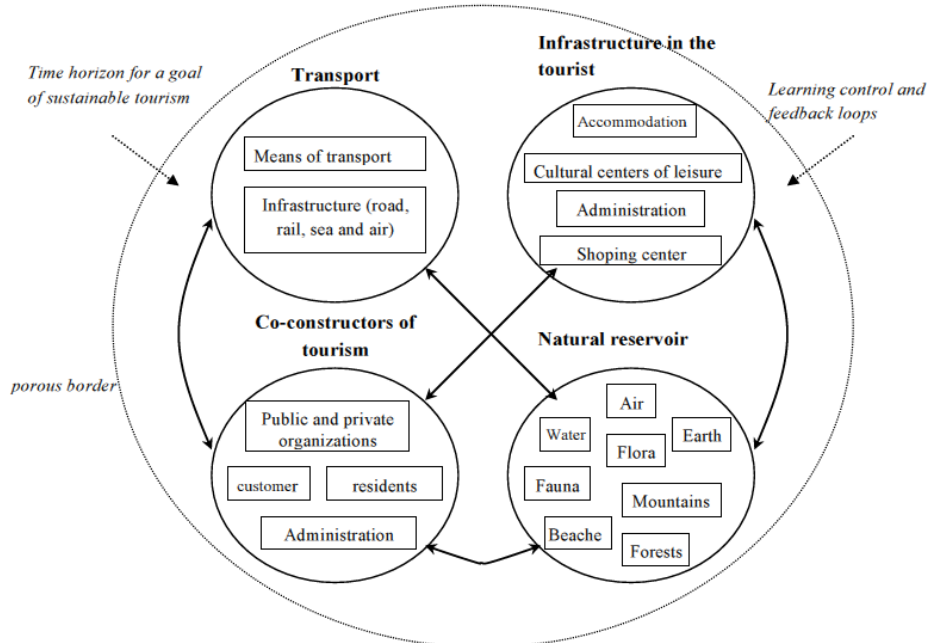 Infrastructure in the
tourist
Time horizon for a goal
of sustainable tourism
Transport
Learning control and
feedback loops
Means of transport
Infrastructure (road,
rail, sea and air)
Accommodation
Cultural centers of leisure
Administration
Shoping center
Co-constructors of
tourism
Natural reservoir
porous border
Public and private
organizations
customer
residents
Administration
Air
Water
Earth
Flora
Fauna
Mountains
Beache
Forests